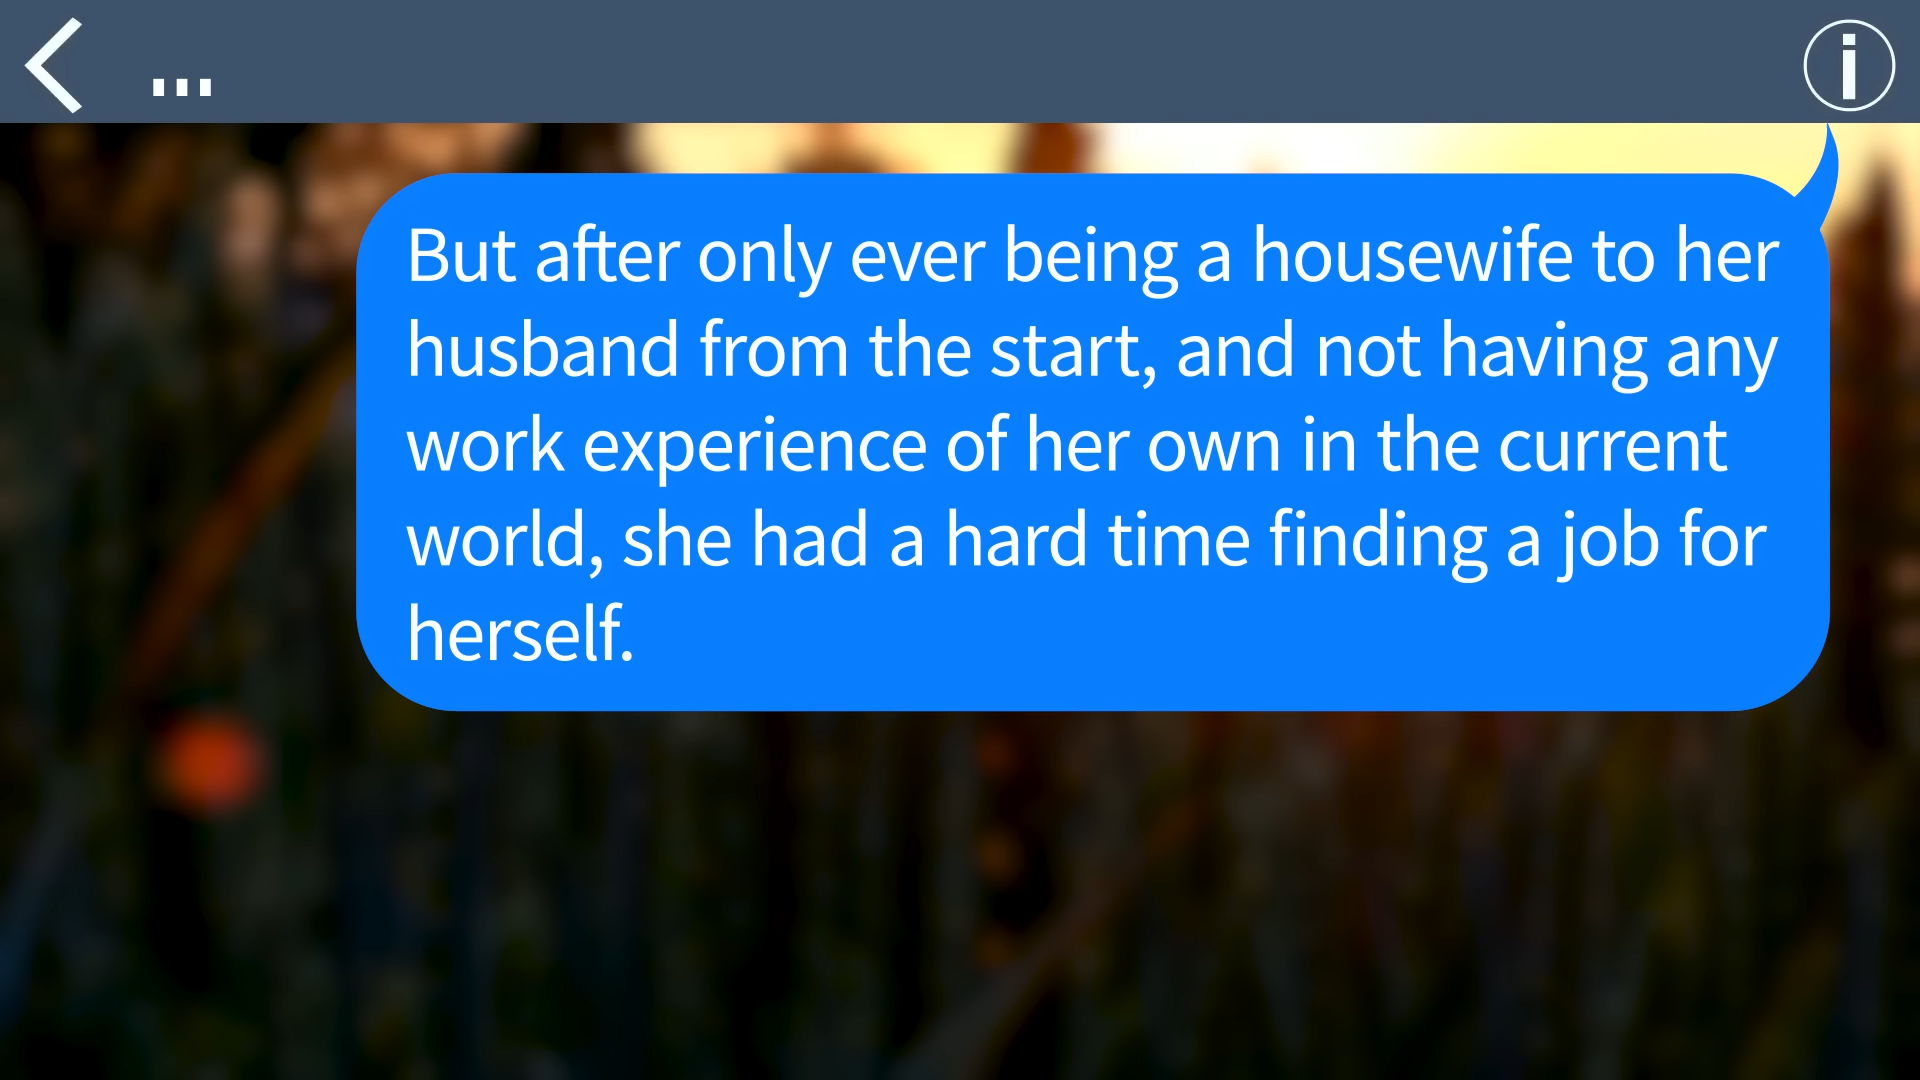 ...
But after only ever being a housewife to her
husband from the start, and not having any
work experience of her own in the current
world, she had a hard time finding a job for
herself.